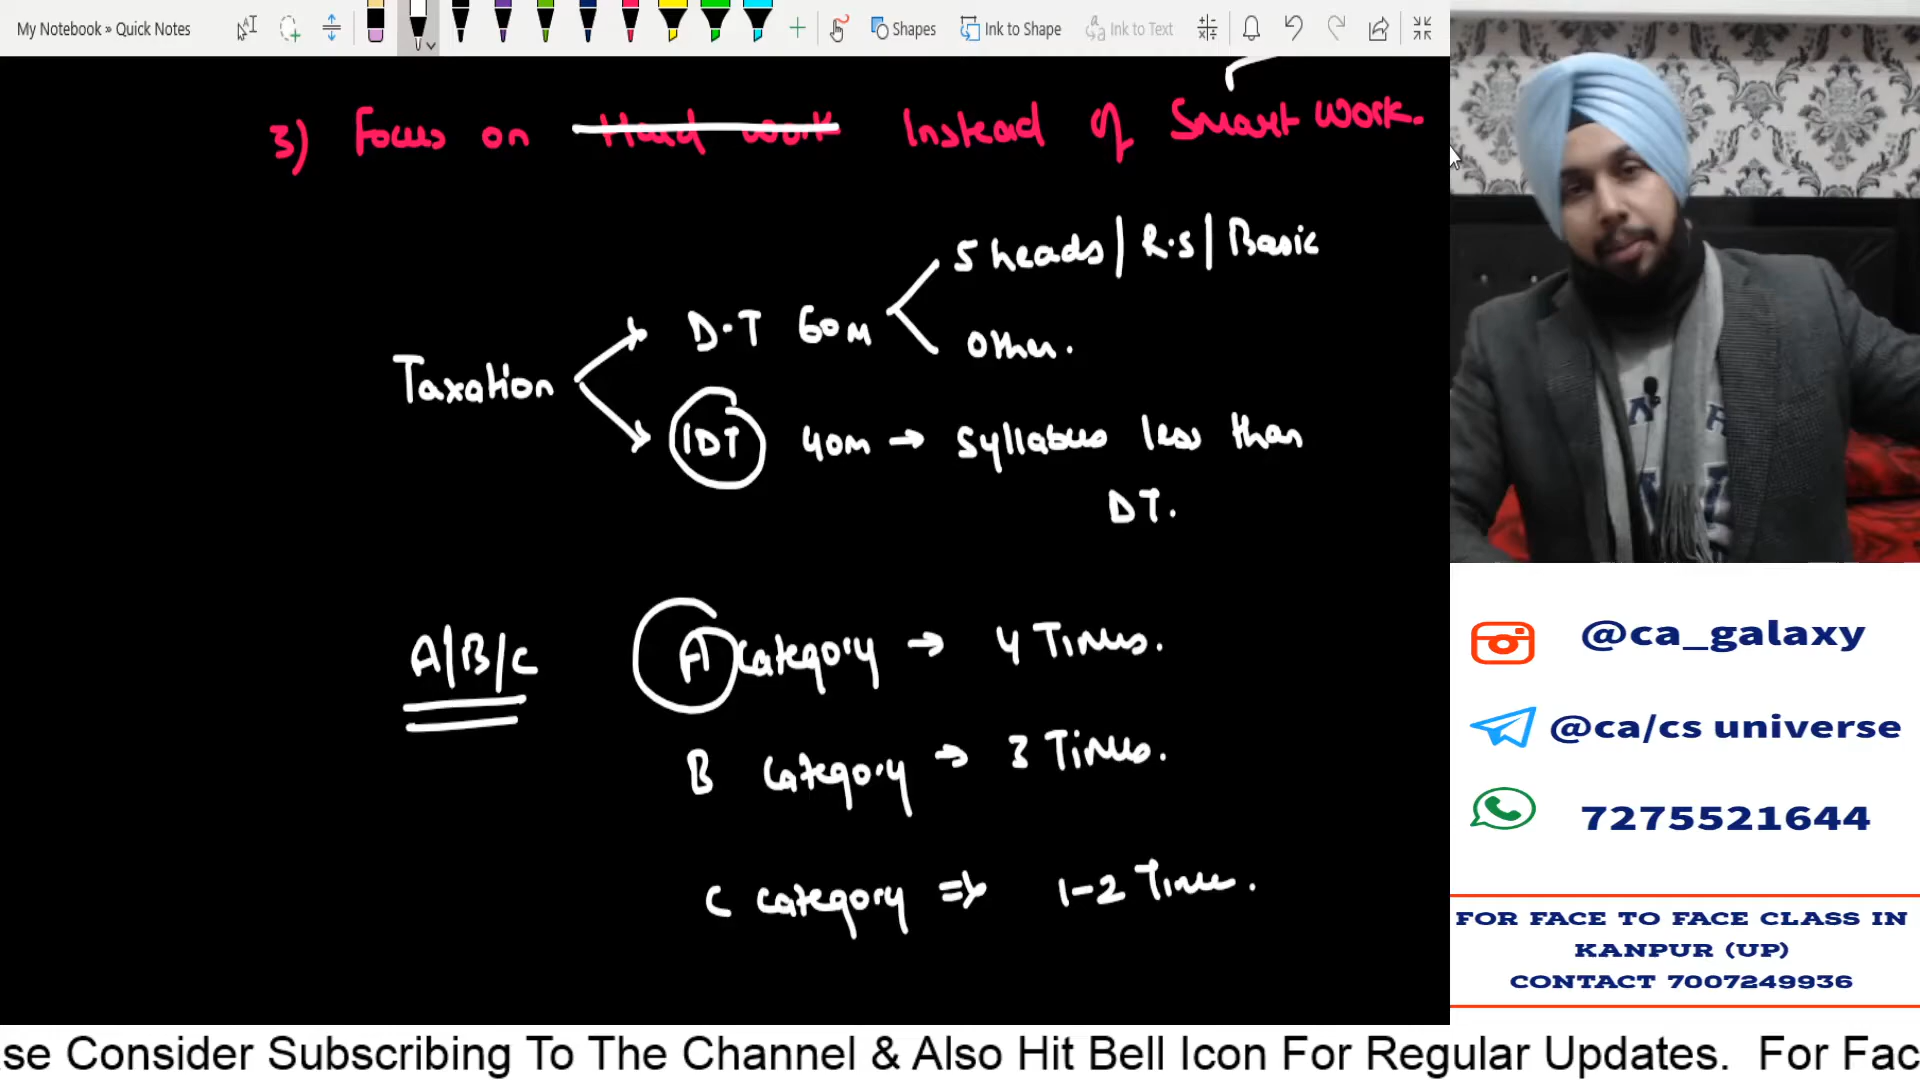 My Notebook » Quick Notes
Shapes
Ink to Shape
Ink to Text
3) Focus on Hard work Instead of Smart Work.
5 heads | R.S | Basic
D.T 60M
Other.
Taxation
IDT 40M → Syllabus less than
DT.
A/B/C
A Category → 4 Times.
B Category → 3 Times.
C Category ⇒ 1-2 Times.
@ca_galaxy
@ca/cs universe
7275521644
FOR FACE TO FACE CLASS IN
KANPUR (UP)
CONTACT 7007249936
se Consider Subscribing To The Channel & Also Hit Bell Icon For Regular Updates. For Fac